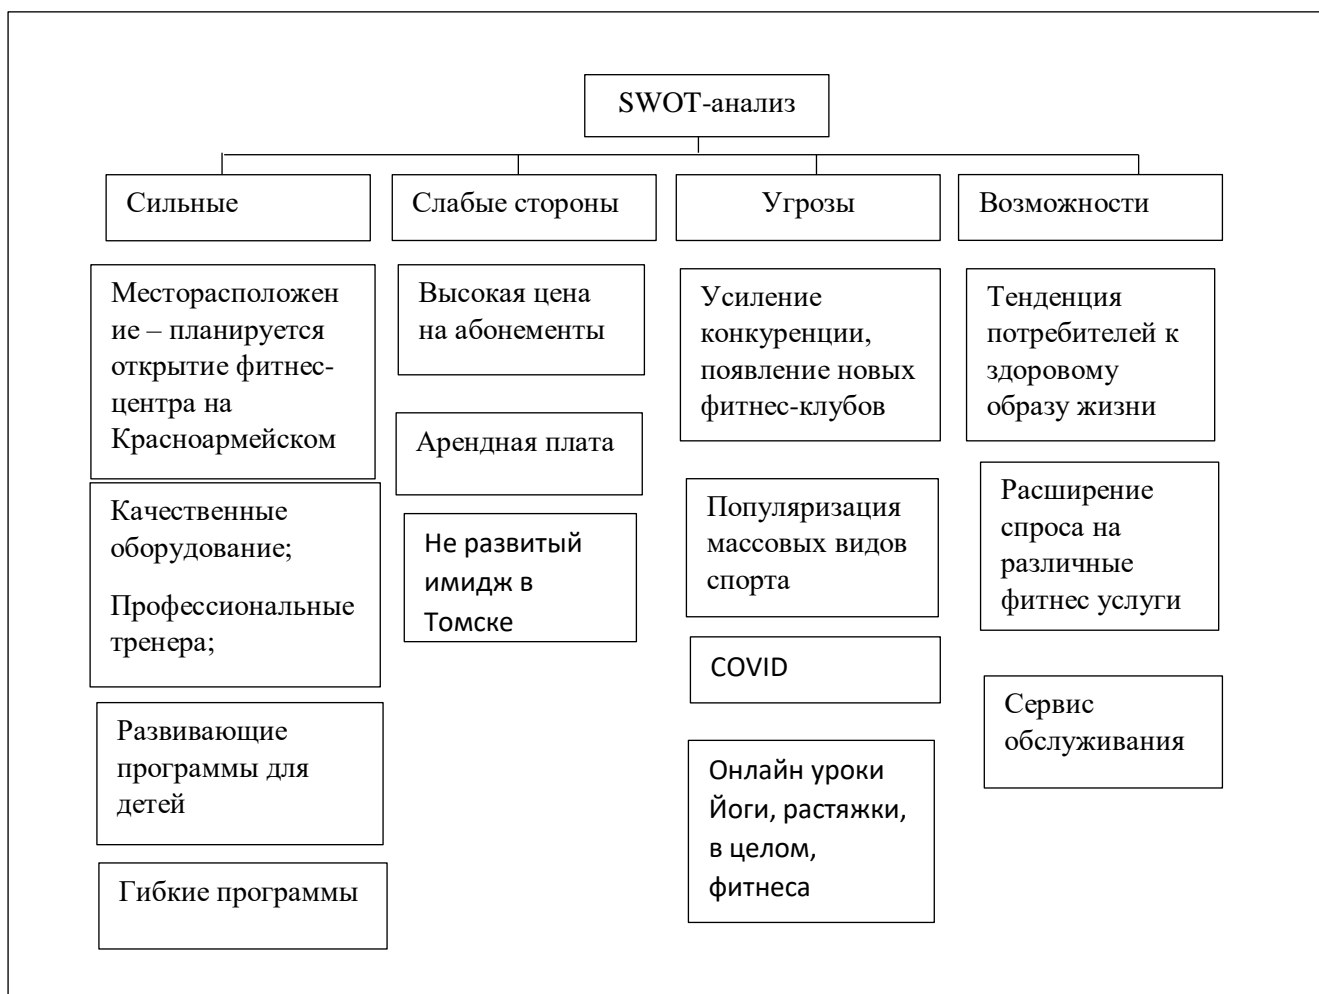 SWOT-анализ
Сильные
Слабые стороны
Угрозы
Возможности
Месторасположен
ие – планируется
открытие фитнес-
центра на
Красноармейском
Качественные
оборудование;
Профессиональные
тренера;
Развивающие
программы для
детей
Гибкие программы
Высокая цена
на абонементы
Арендная плата
Не развитый
имидж в
Томске
Усиление
конкуренции,
появление новых
фитнес-клубов
Популяризация
массовых видов
спорта
COVID
Онлайн уроки
Йоги, растяжки,
в целом,
фитнеса
Тенденция
потребителей к
здоровому
образу жизни
Расширение
спроса на
различные
фитнес услуги
Сервис
обслуживания